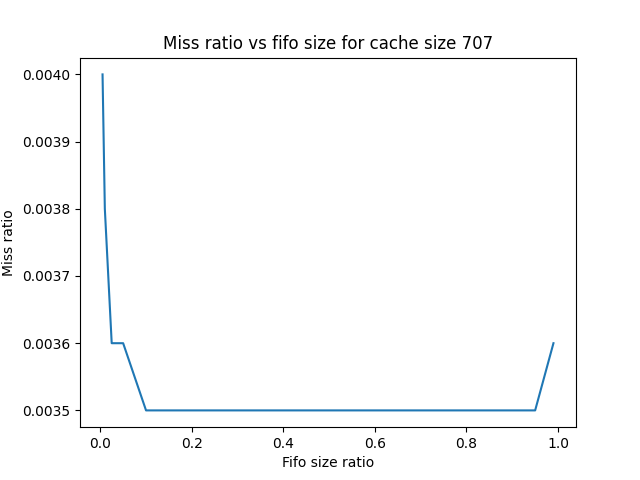 Miss ratio vs fifo size for cache size 707
0.0040
0.0039
0.0038
0.0037
0.0036
0.0035
Miss ratio
0.0 0.2 0.4 0.6 0.8 1.0
Fifo size ratio